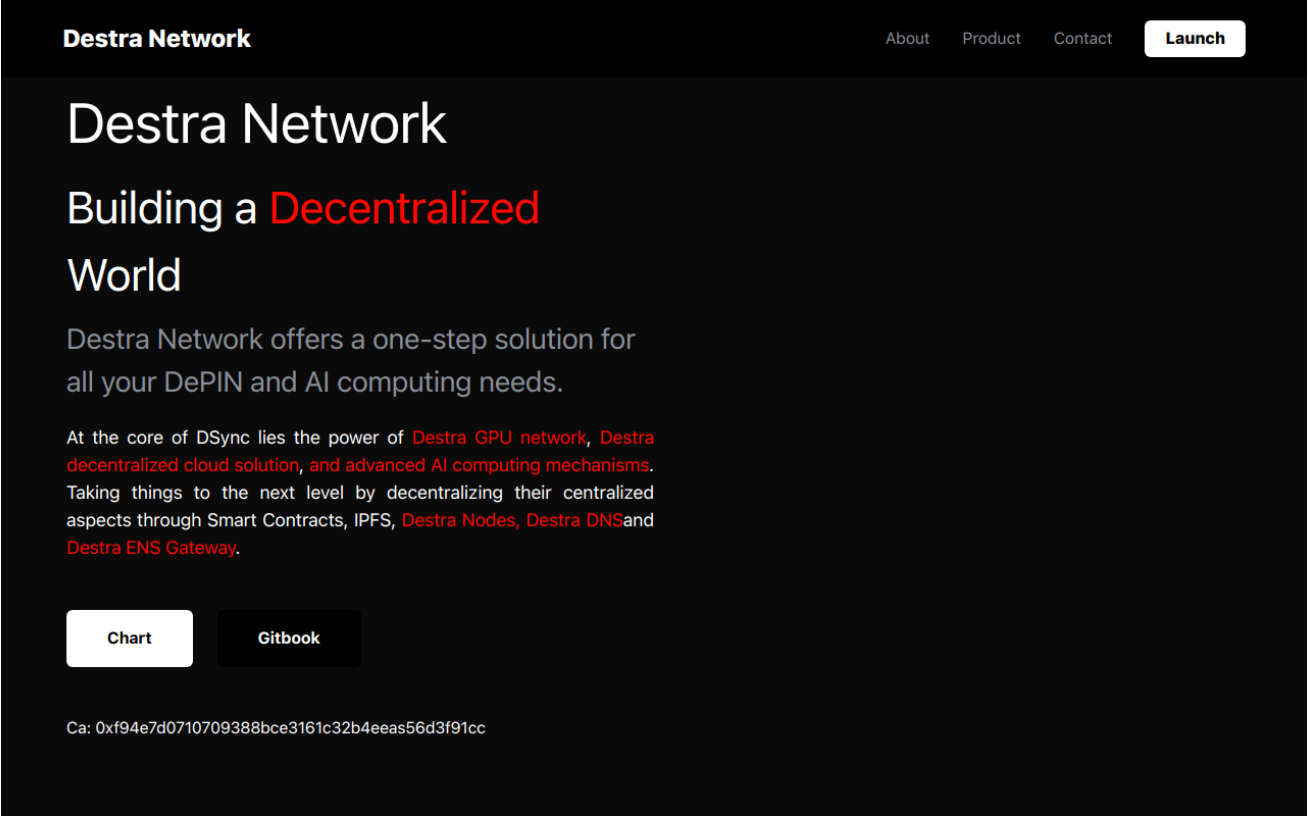 Destra Network
About Product Contact Launch
Destra Network
Building a Decentralized
World
Destra Network offers a one-step solution for
all your DePIN and AI computing needs.
At the core of DSync lies the power of Destra GPU network, Destra
decentralized cloud solution, and advanced AI computing mechanisms.
Taking things to the next level by decentralizing their centralized
aspects through Smart Contracts, IPFS, Destra Nodes, Destra DNSand
Destra ENS Gateway.
Chart Gitbook
Ca: 0xf94e7d0710709388bce3161c32b4eeas56d3f91cc